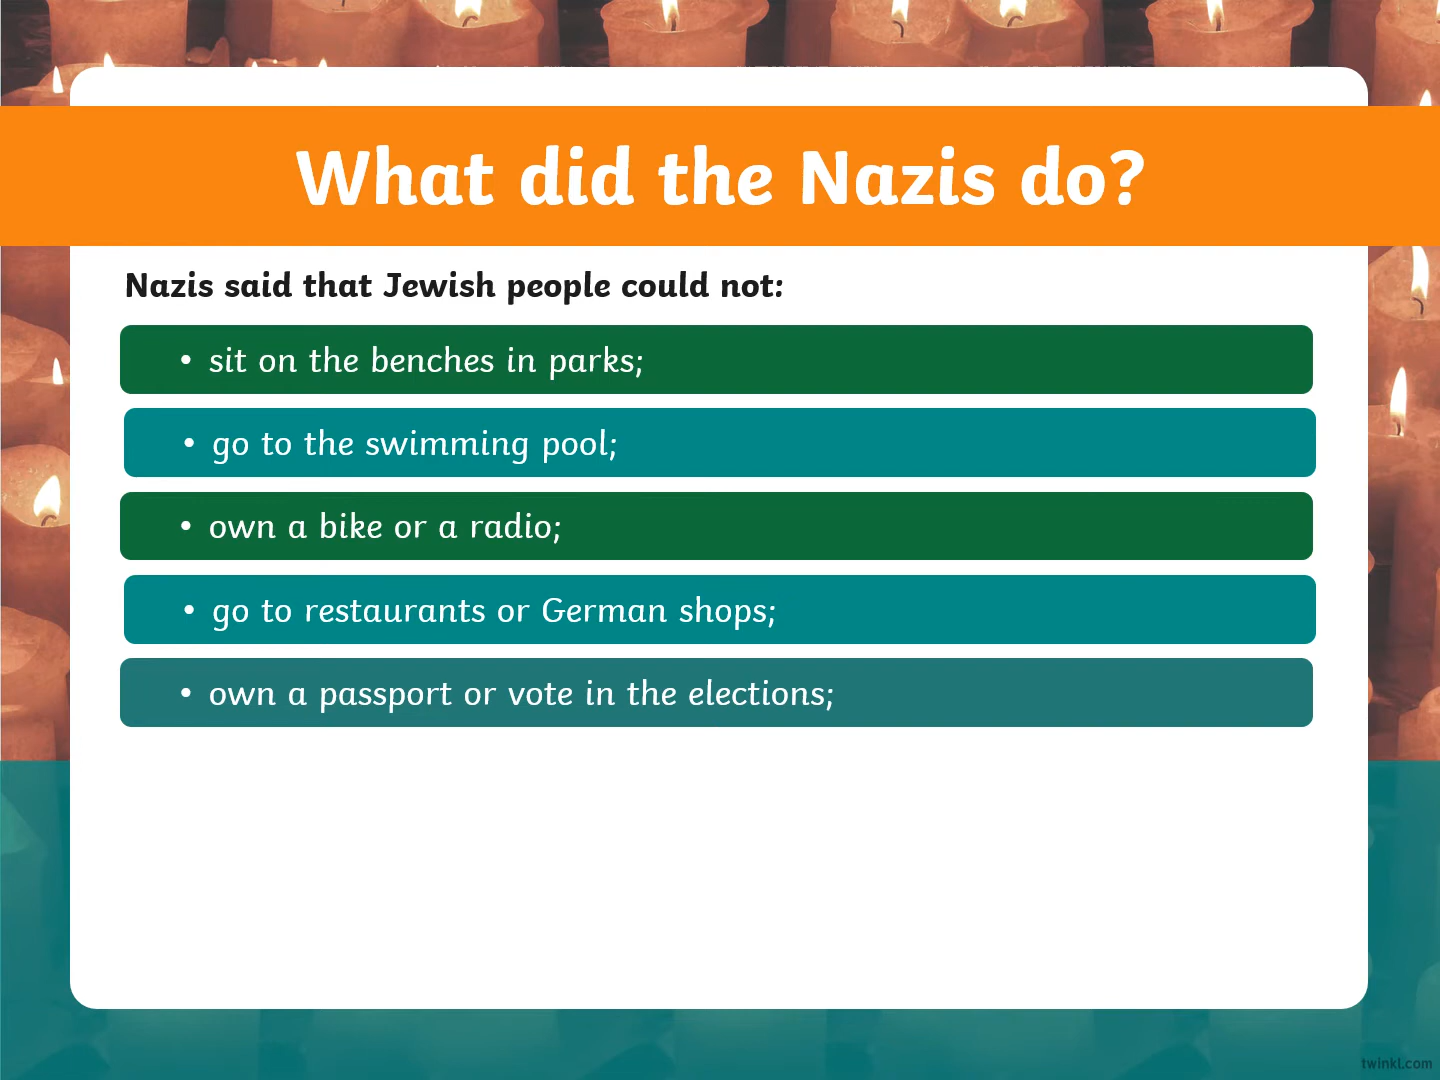 What did the Nazis do?
Nazis said that Jewish people could not:
• sit on the benches in parks;
• go to the swimming pool;
• own a bike or a radio;
• go to restaurants or German shops;
• own a passport or vote in the elections;
twinkl.com